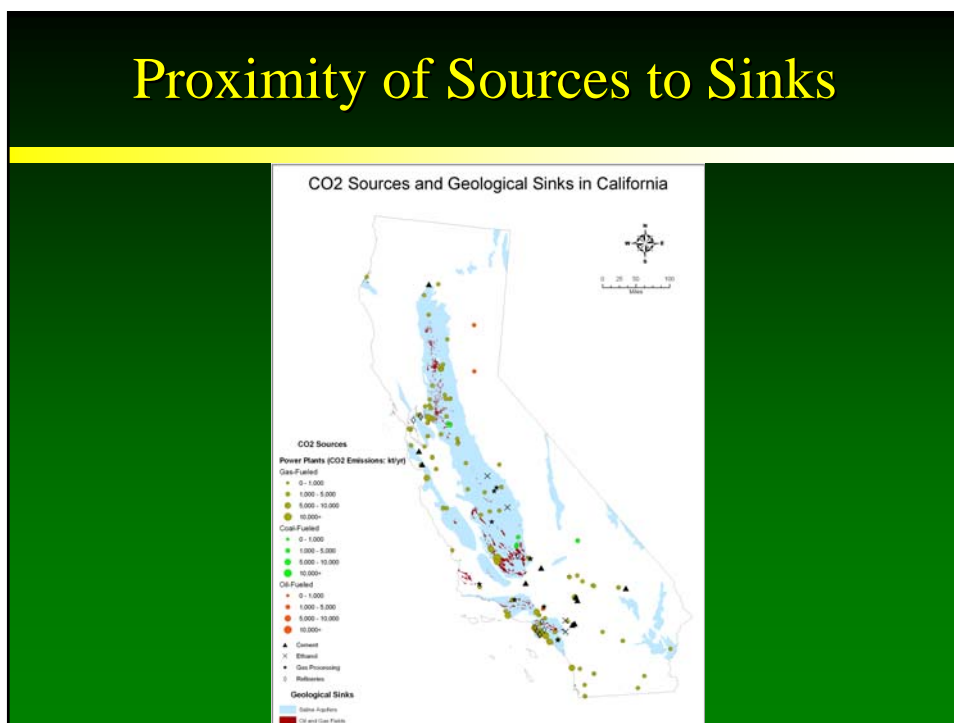 Proximity of Sources to Sinks
CO2 Sources and Geological Sinks in California
N
W E
S
0 25 50 100
Miles
CO2 Sources
Power Plants (CO2 Emissions: kt/yr)
Gas-Fueled
0 - 1,000
1,000 - 5,000
5,000 - 10,000
10,000+
Coal-Fueled
0 - 1,000
1,000 - 5,000
5,000 - 10,000
10,000+
Oil-Fueled
0 - 1,000
1,000 - 5,000
5,000 - 10,000
10,000+
Cement
Ethanol
Gas Processing
Refineries
Geological Sinks
Saline Aquifers
Oil and Gas Fields